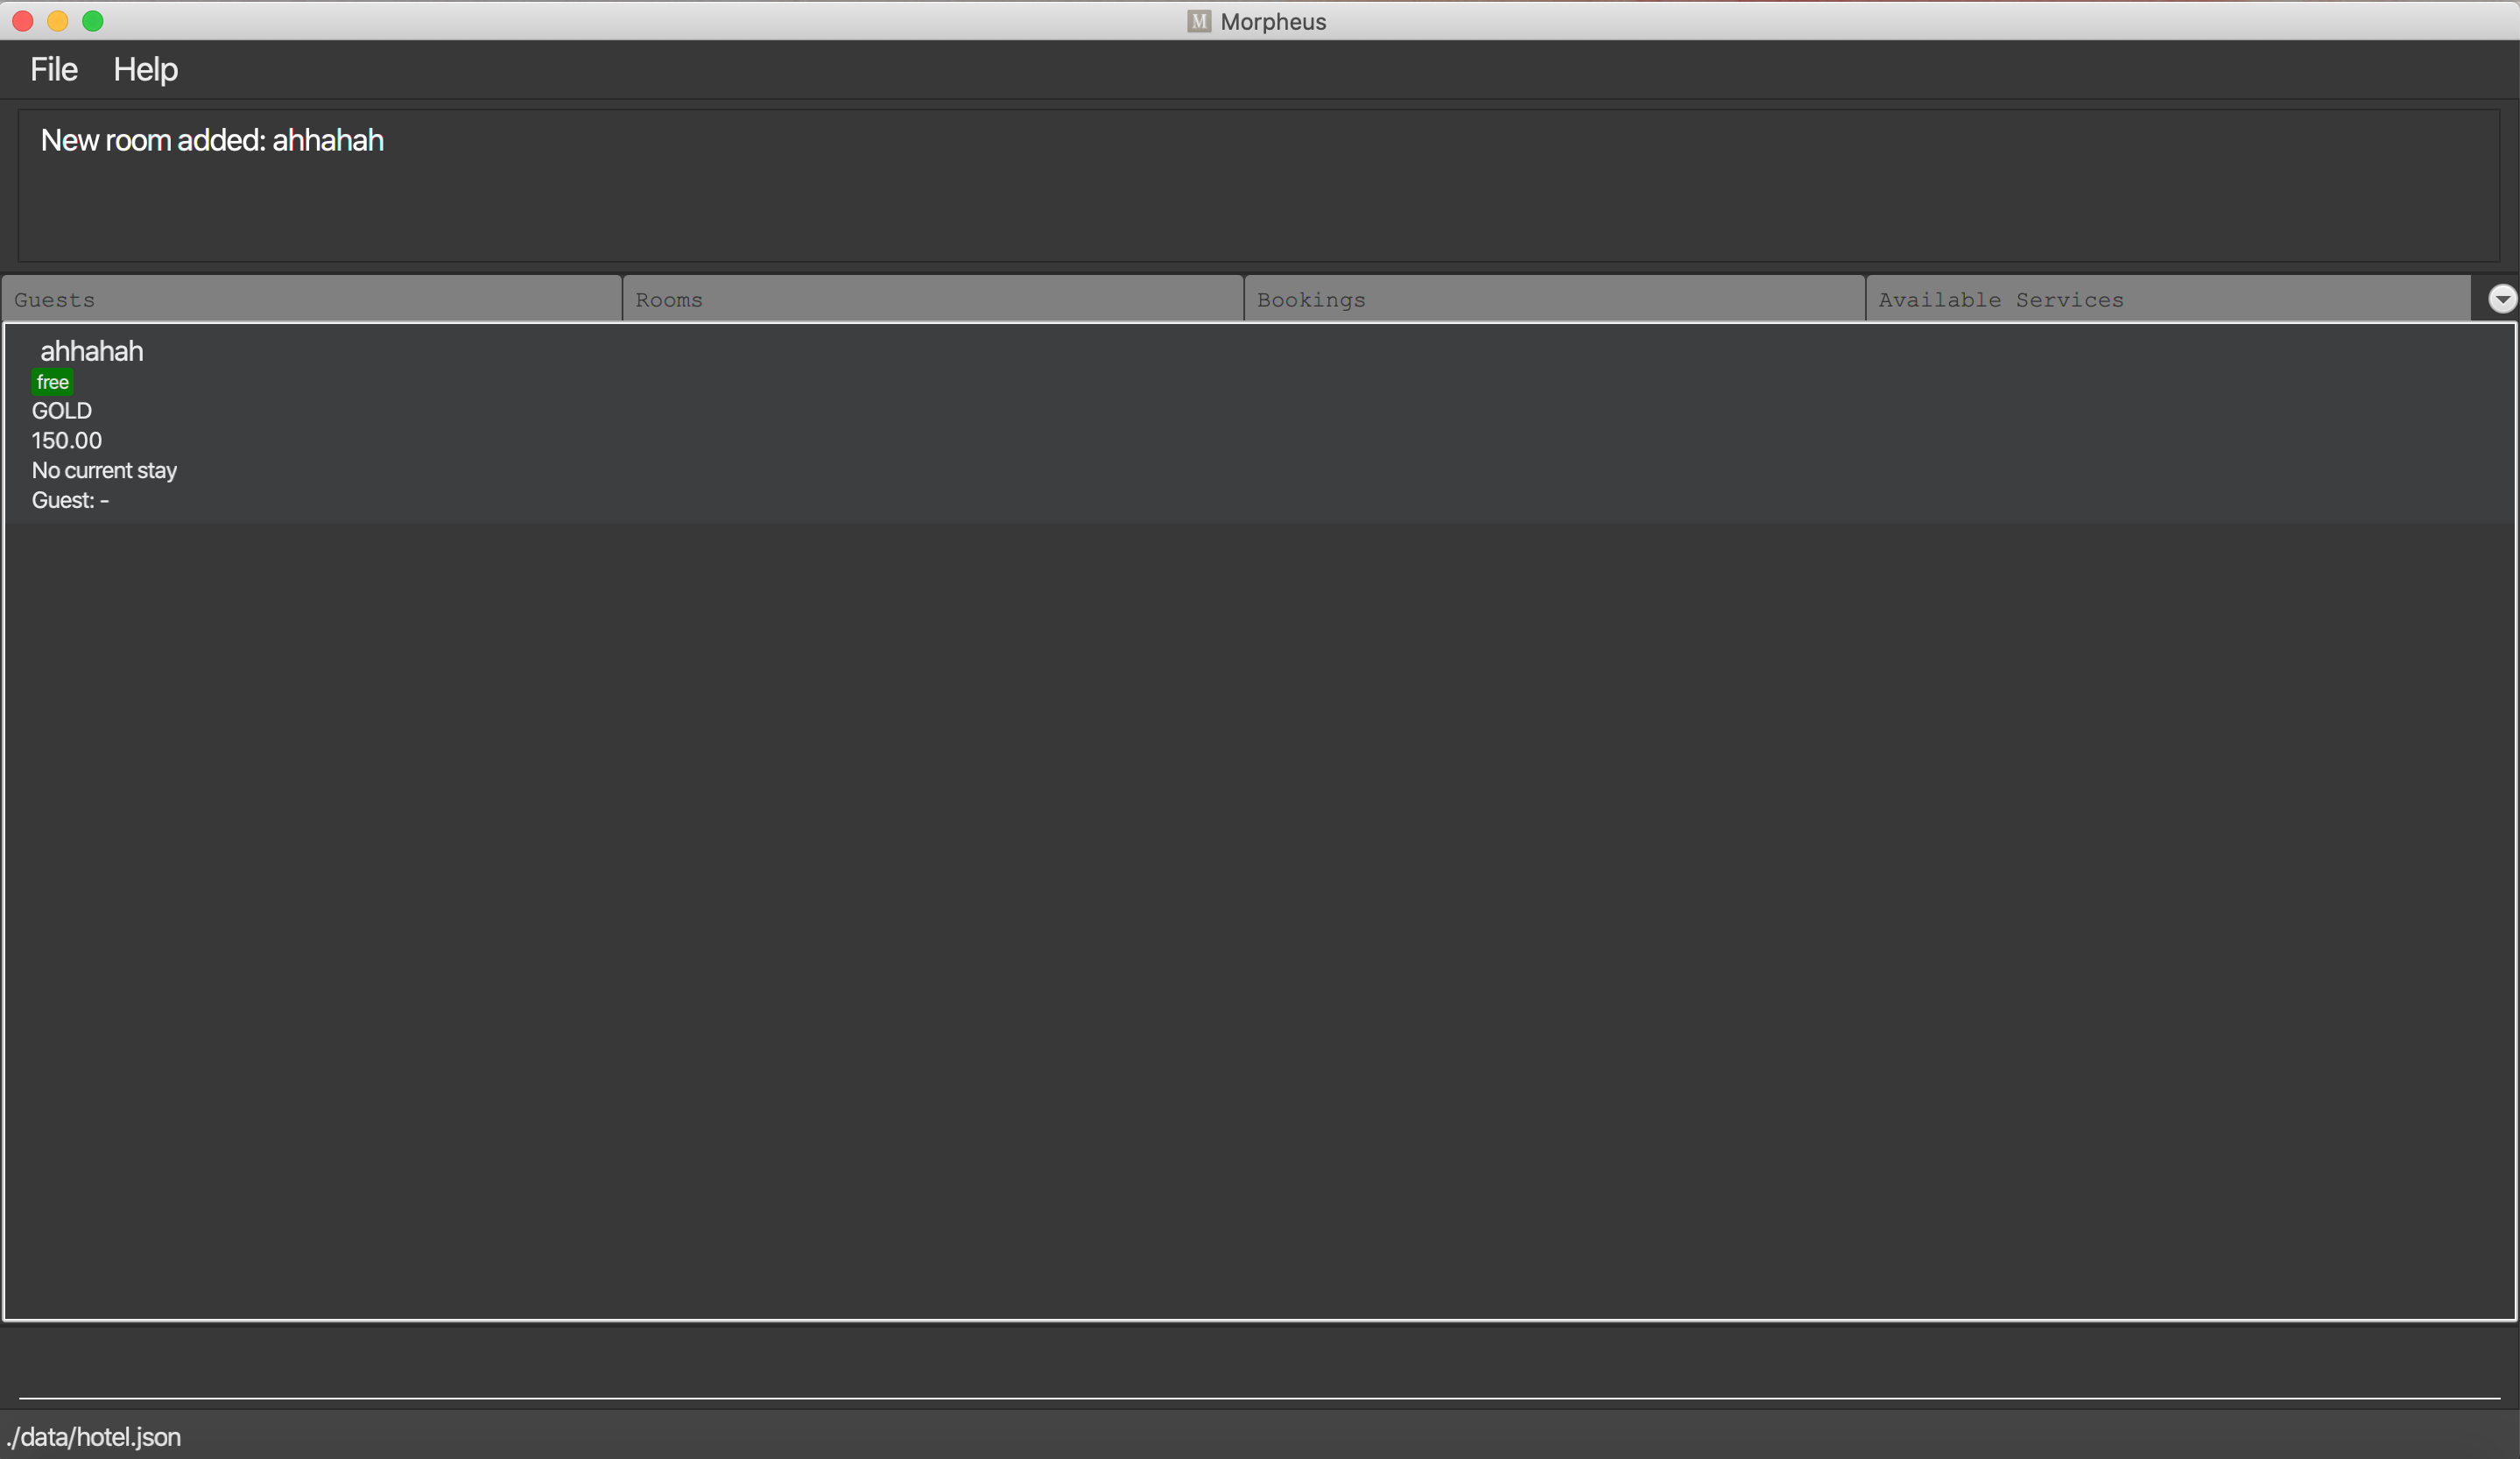 M Morpheus
File Help
New room added: ahhahah
Guests Rooms Bookings Available Services
ahhahah
free
GOLD
150.00
No current stay
Guest: -
./data/hotel.json